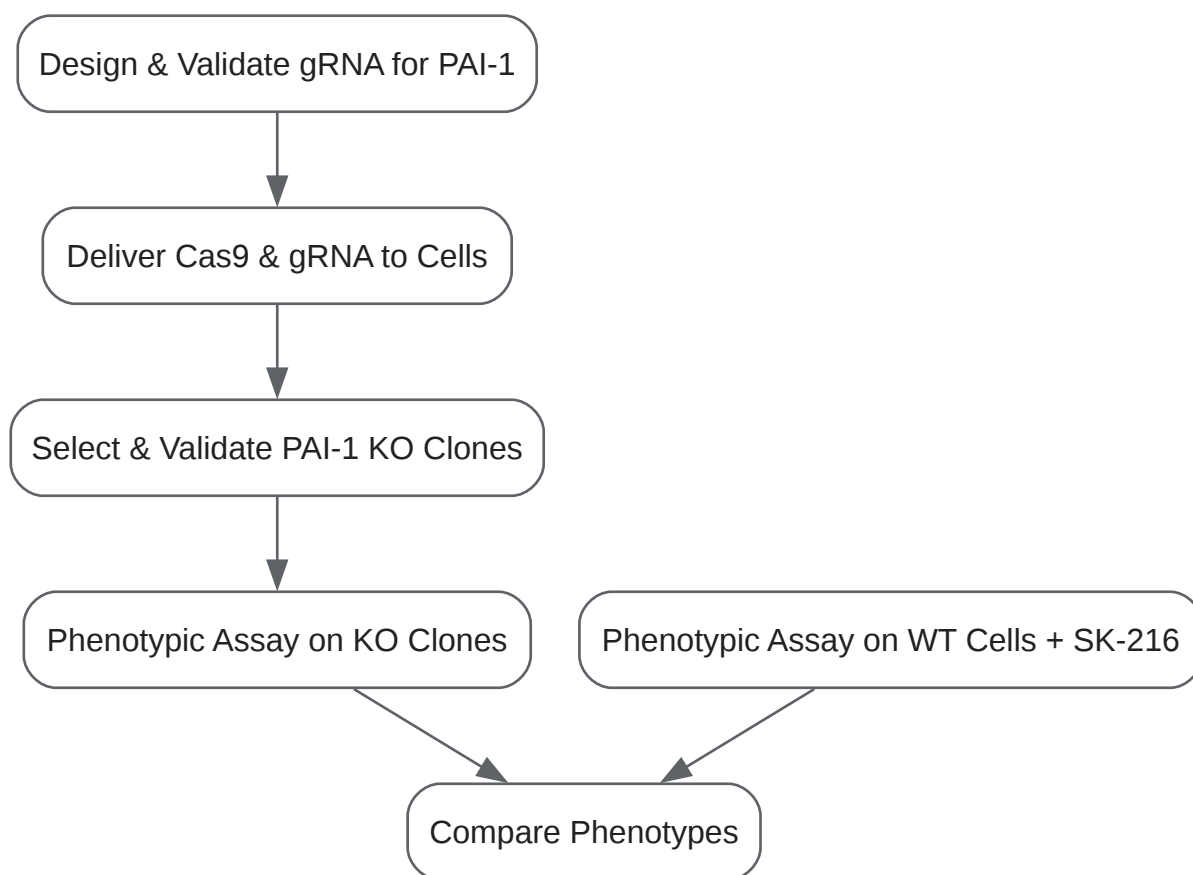 Design & Validate gRNA for PAI-1
Deliver Cas9 & gRNA to Cells
Select & Validate PAI-1 KO Clones
Phenotypic Assay on KO Clones
Phenotypic Assay on WT Cells + SK-216
Compare Phenotypes